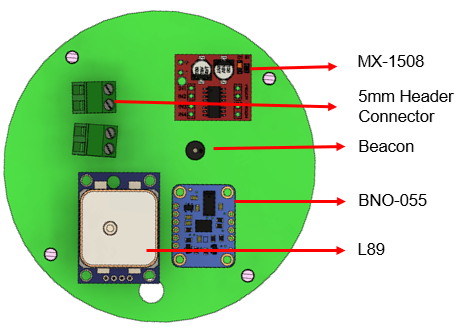 MX-1508
5mm Header
Connector
Beacon
BNO-055
L89